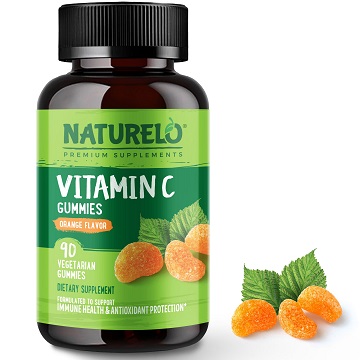 NATURELO®
PREMIUM SUPPLEMENTS
VITAMIN C
GUMMIES
ORANGE FLAVOR
90
VEGETARIAN
GUMMIES
DIETARY SUPPLEMENT
FORMULATED TO SUPPORT
IMMUNE HEALTH & ANTIOXIDANT PROTECTION*